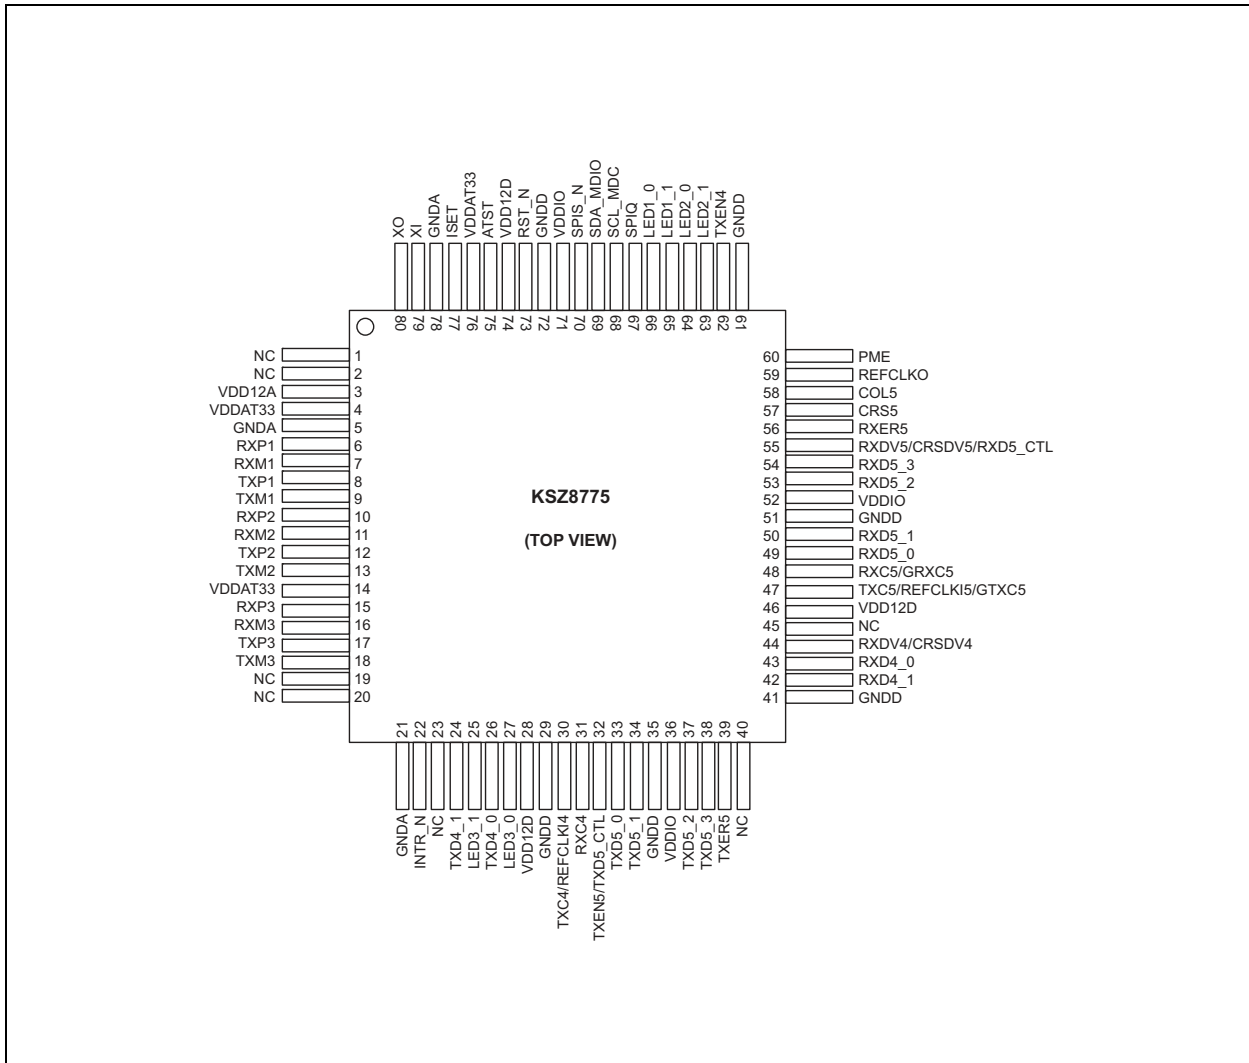 XO
XI
GNDA
ISET
VDDAT33
ATST
VDD12D
RST_N
GNDD
VDDIO
SPIS_N
SDA_MDIO
SCL_MDC
SPIQ
LED1_0
LED1_1
LED2_0
LED2_1
TXEN4
GNDD
80
79
78
77
76
75
74
73
72
71
70
69
68
67
66
65
64
63
62
61
NC 1
NC 2
VDD12A 3
VDDAT33 4
GNDA 5
RXP1 6
RXM1 7
TXP1 8
TXM1 9
RXP2 10
RXM2 11
TXP2 12
TXM2 13
VDDAT33 14
RXP3 15
RXM3 16
TXP3 17
TXM3 18
NC 19
NC 20
KSZ8775
(TOP VIEW)
60 PME
59 REFCLKO
58 COL5
57 CRS5
56 RXER5
55 RXDV5/CRSDV5/RXD5_CTL
54 RXD5_3
53 RXD5_2
52 VDDIO
51 GNDD
50 RXD5_1
49 RXD5_0
48 RXC5/GRXC5
47 TXC5/REFCLKI5/GTXC5
46 VDD12D
45 NC
44 RXDV4/CRSDV4
43 RXD4_0
42 RXD4_1
41 GNDD
21
22
23
24
25
26
27
28
29
30
31
32
33
34
35
36
37
38
39
40
GNDA
INTR_N
NC
TXD4_1
LED3_1
TXD4_0
LED3_0
VDD12D
GNDD
TXC4/REFCLKI4
RXC4
TXEN5/TXD5_CTL
TXD5_0
TXD5_1
GNDD
VDDIO
TXD5_2
TXD5_3
TXER5
NC